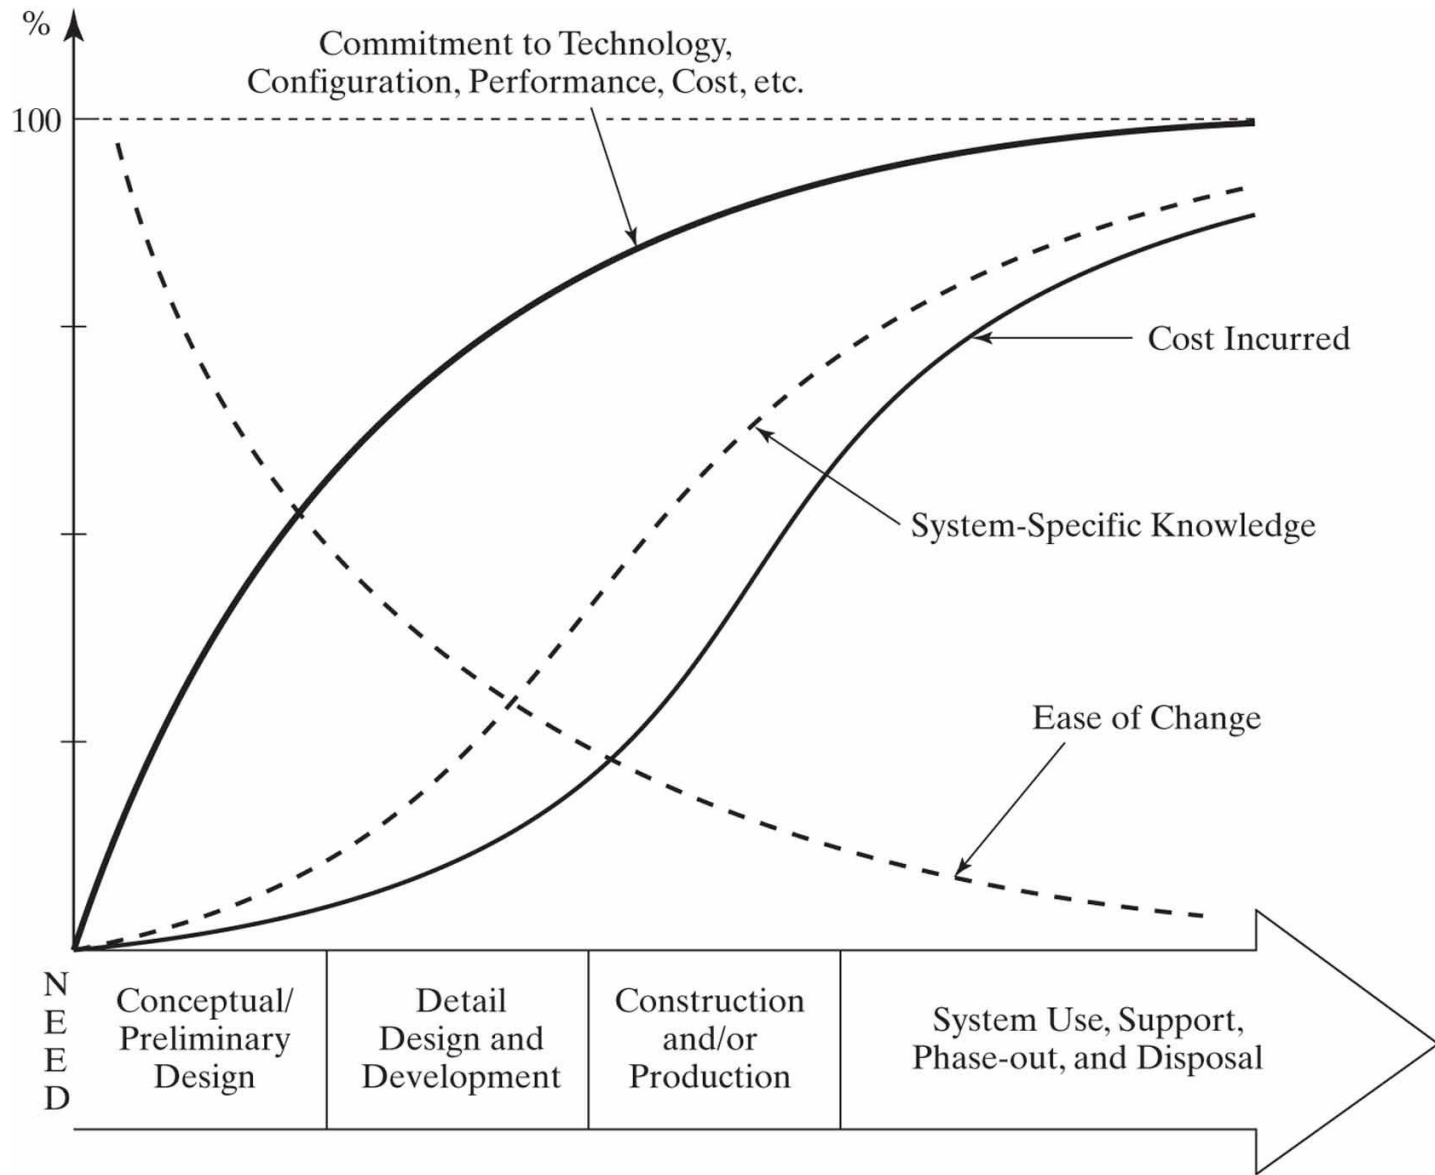 %
Commitment to Technology,
Configuration, Performance, Cost, etc.
100
Cost Incurred
System-Specific Knowledge
Ease of Change
N
E
E
D
Conceptual/
Preliminary
Design
Detail
Design and
Development
Construction
and/or
Production
System Use, Support,
Phase-out, and Disposal